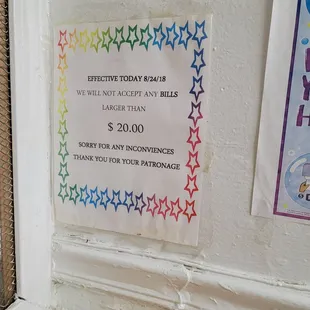 EFFECTIVE TODAY 8/24/18
WE WILL NOT ACCEPT ANY BILLS
LARGER THAN
$ 20.00
SORRY FOR ANY INCONVIENCES
THANK YOU FOR YOUR PATRONAGE